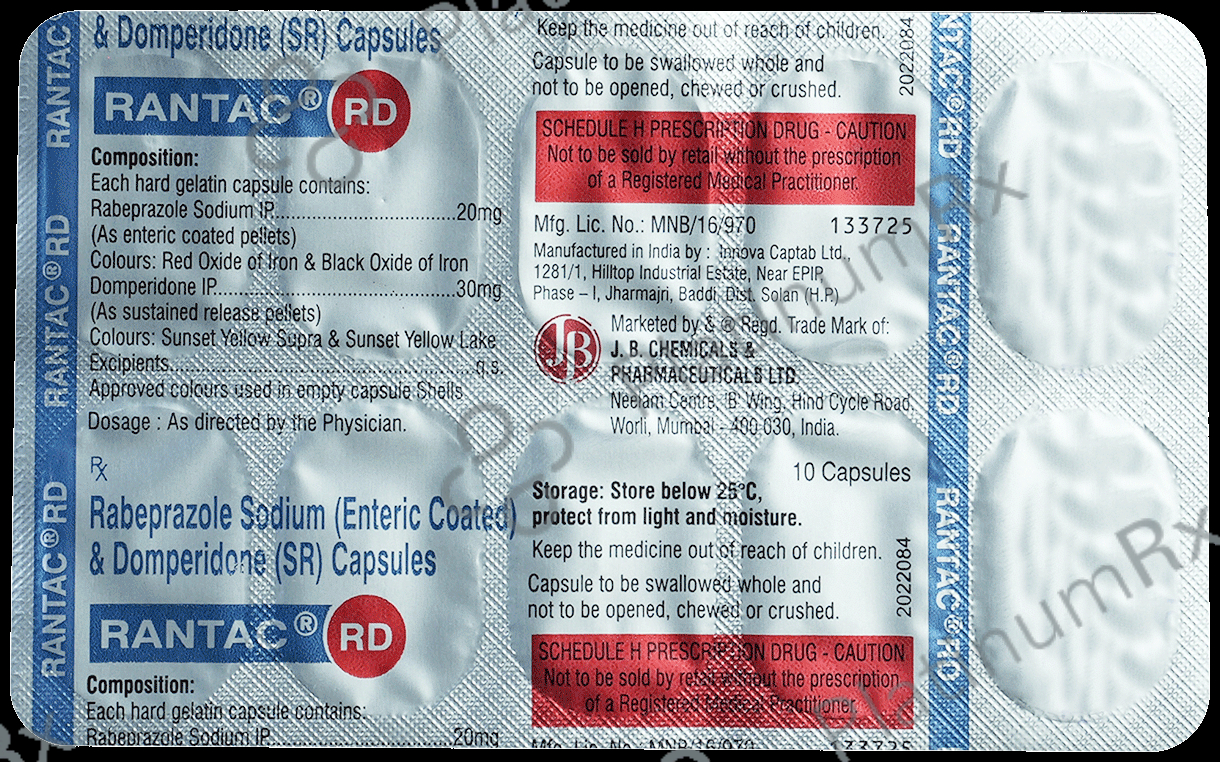 & Domperidone (SR) Capsules
RANTAC® RD
Composition:
Each hard gelatin capsule contains:
Rabeprazole Sodium IP..............................20mg
(As enteric coated pellets)
Colours: Red Oxide of Iron & Black Oxide of Iron
Domperidone IP........................................30mg
(As sustained release pellets)
Colours: Sunset Yellow Supra & Sunset Yellow Lake
Excipients...................................................q.s.
Approved colours used in empty capsule Shells
Dosage : As directed by the Physician.
Rx
Rabeprazole Sodium (Enteric Coated)
& Domperidone (SR) Capsules
RANTAC® RD
Composition:
Each hard gelatin capsule contains:
Rabeprazole Sodium IP..............................20mg
Keep the medicine out of reach of children.
Capsule to be swallowed whole and
not to be opened, chewed or crushed.
2022084
SCHEDULE H PRESCRIPTION DRUG - CAUTION
Not to be sold by retail without the prescription
of a Registered Medical Practitioner.
Mfg. Lic. No.: MNB/16/970 133725
Manufactured in India by : Innova Captab Ltd.,
1281/1, Hilltop Industrial Estate, Near EPIP,
Phase – I, Jharmajri, Baddi, Dist. Solan (H.P.)
JB
Marketed by & ® Regd. Trade Mark of:
J. B. CHEMICALS &
PHARMACEUTICALS LTD.
Neelam Centre, 'B' Wing, Hind Cycle Road,
Worli, Mumbai - 400 030, India.
10 Capsules
Storage: Store below 25°C,
protect from light and moisture.
Keep the medicine out of reach of children.
Capsule to be swallowed whole and
not to be opened, chewed or crushed.
2022084
SCHEDULE H PRESCRIPTION DRUG - CAUTION
Not to be sold by retail without the prescription
of a Registered Medical Practitioner.
Mfg. Lic. No.: MNB/16/970 133725
RANTAC
RANTAC® RD
RANTAC® RD
NTAC® RD
RANTAC® RD
RANTAC® RD
PlatinumRx
PlatinumRx